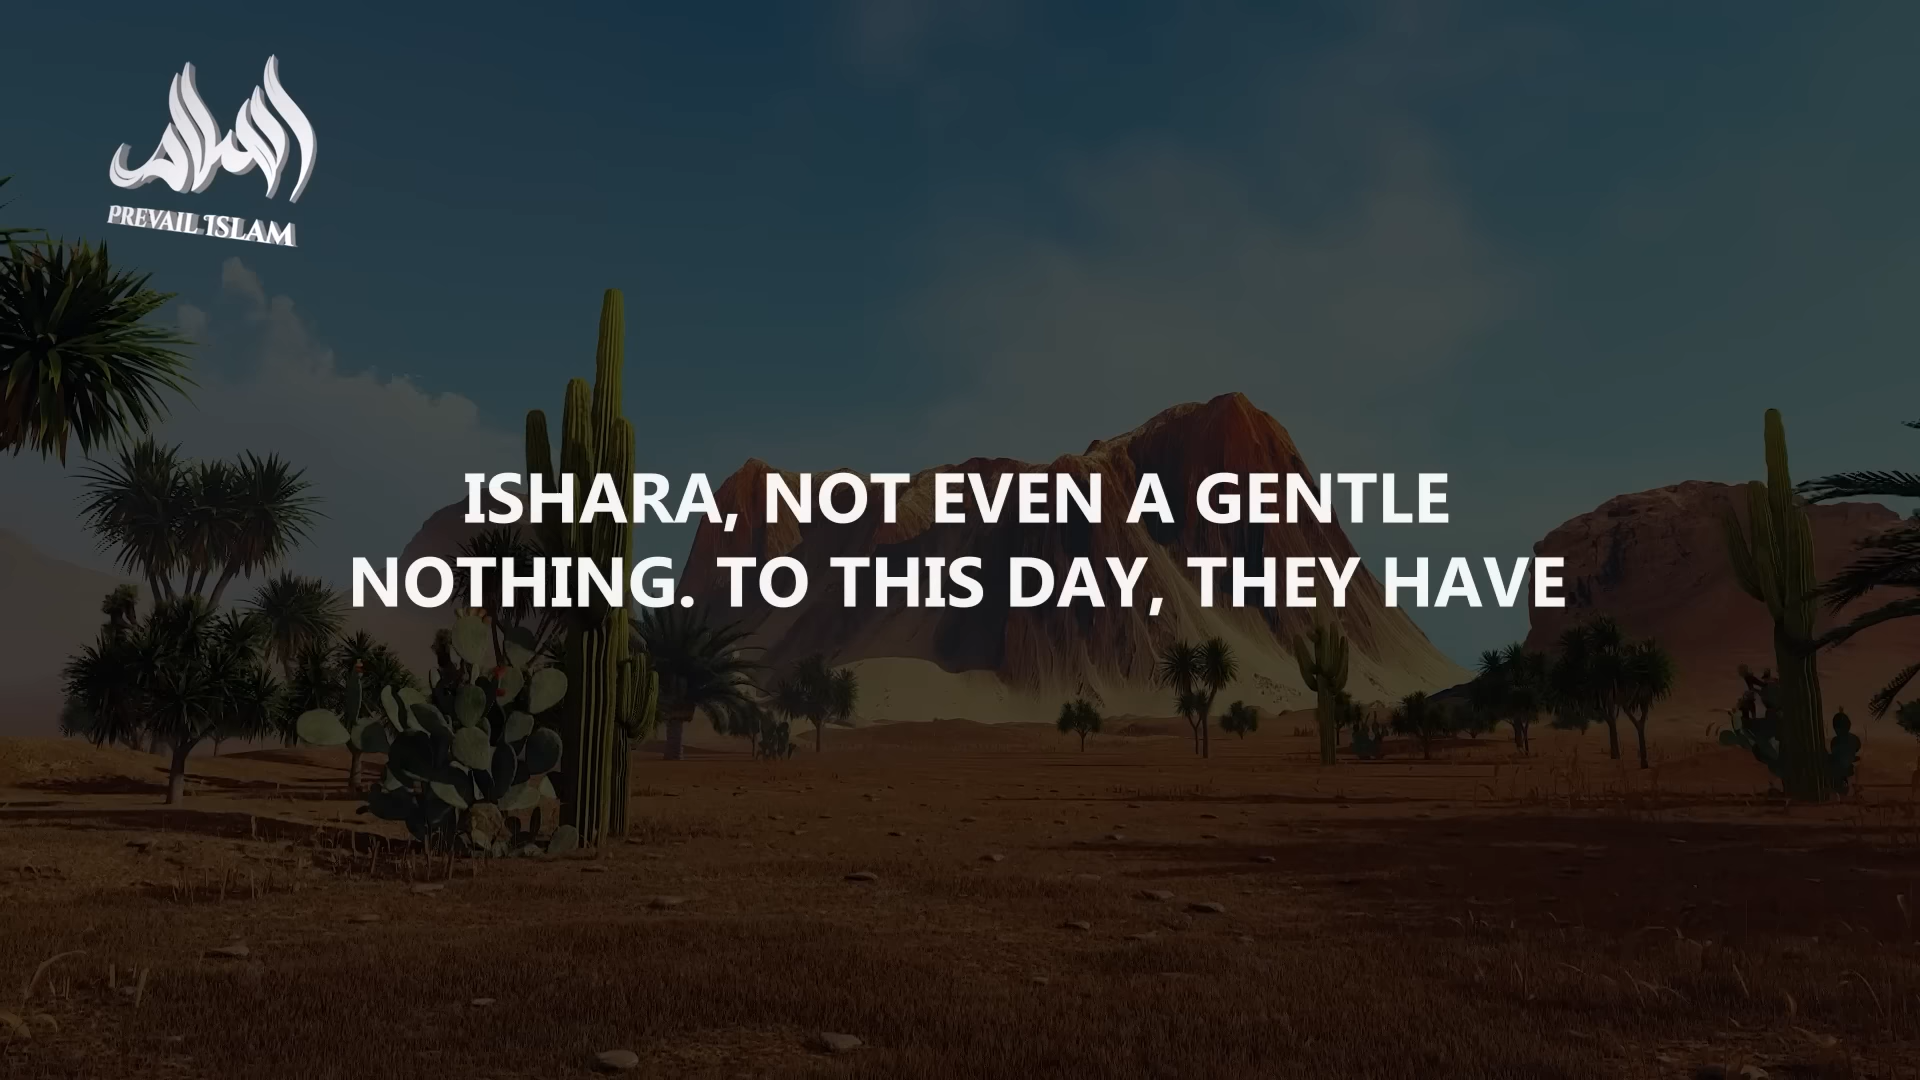 PREVAIL ISLAM
ISHARA, NOT EVEN A GENTLE
NOTHING. TO THIS DAY, THEY HAVE